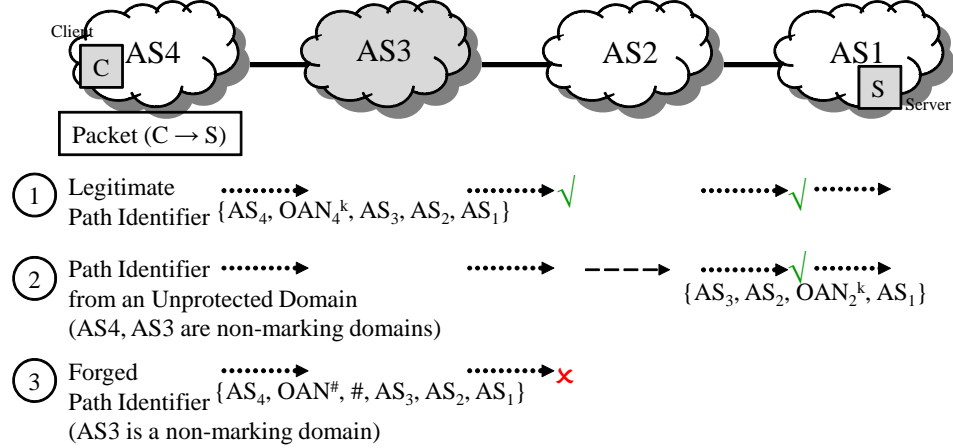 Client
C
AS4
AS3
AS2
AS1
S
Server
Packet (C → S)
1 Legitimate
Path Identifier {AS₄, OAN₄ᵏ, AS₃, AS₂, AS₁}
√ √
2 Path Identifier
√
from an Unprotected Domain {AS₃, AS₂, OAN₂ᵏ, AS₁}
(AS4, AS3 are non-marking domains)
3 Forged
x
Path Identifier {AS₄, OAN#, #, AS₃, AS₂, AS₁}
(AS3 is a non-marking domain)